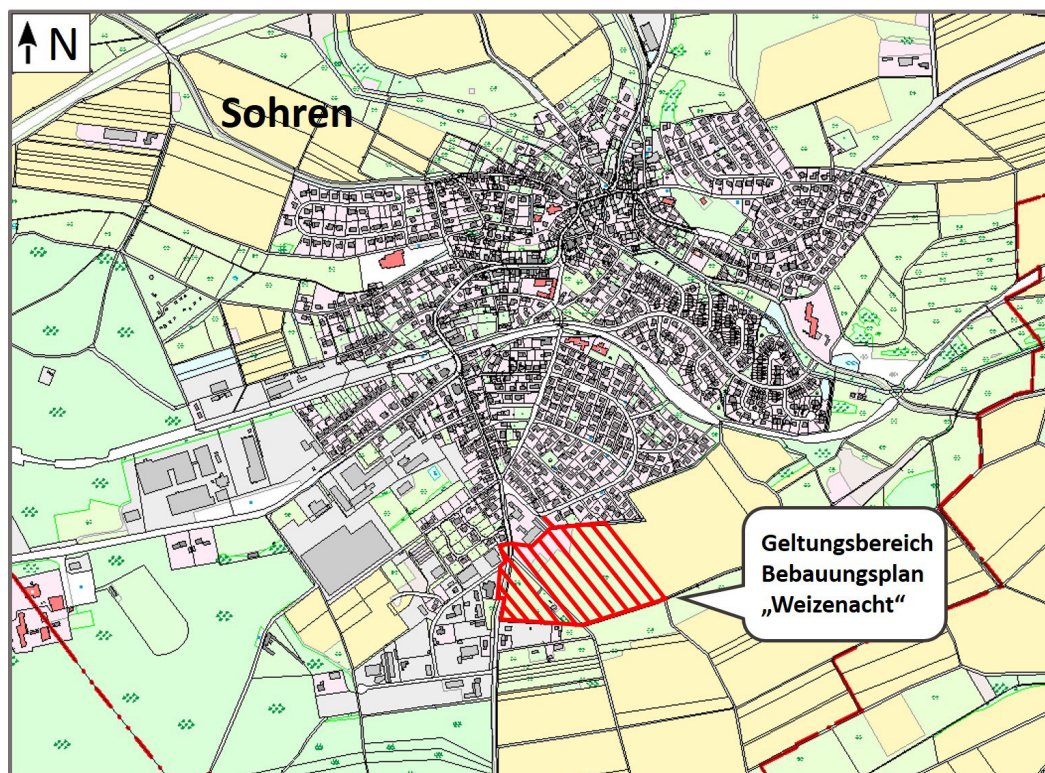 N
Sohren
Geltungsbereich
Bebauungsplan
„Weizenacht“